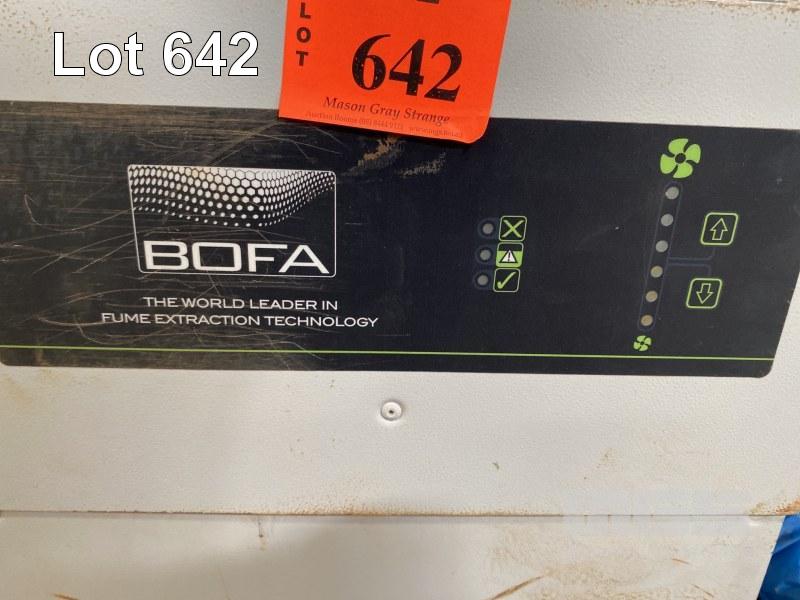 Lot 642
LOT
642
Mason Gray Strange
BOFA
THE WORLD LEADER IN
FUME EXTRACTION TECHNOLOGY